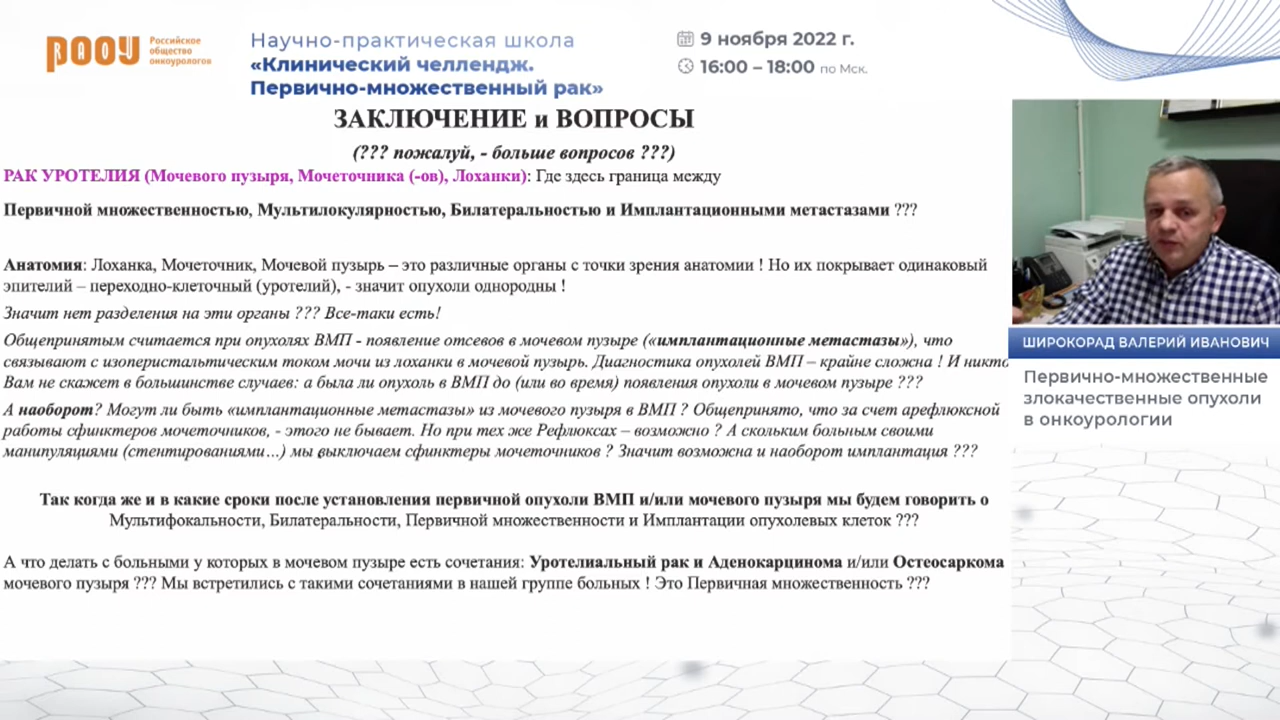 РАОУ
Российское
общество
онкоурологов
Научно-практическая школа
«Клинический челлендж.
Первично-множественный рак»
9 ноября 2022 г.
16:00 – 18:00 по Мск.
ЗАКЛЮЧЕНИЕ и ВОПРОСЫ
(??? пожалуй, - больше вопросов ???)
РАК УРОТЕЛИЯ (Мочевого пузыря, Мочеточника (-ов), Лоханки): Где здесь граница между
Первичной множественностью, Мультилокулярностью, Билатеральностью и Имплантационными метастазами ???
Анатомия: Лоханка, Мочеточник, Мочевой пузырь – это различные органы с точки зрения анатомии ! Но их покрывает одинаковый
эпителий – переходно-клеточный (уротелий), - значит опухоли однородны !
Значит нет разделения на эти органы ??? Все-таки есть!
Общепринятым считается при опухолях ВМП - появление отсевов в мочевом пузыре («имплантационные метастазы»), что
связывают с изоперистальтическим током мочи из лоханки в мочевой пузырь. Диагностика опухолей ВМП – крайне сложна ! И никто
Вам не скажет в большинстве случаев: а была ли опухоль в ВМП до (или во время) появления опухоли в мочевом пузыре ???
А наоборот? Могут ли быть «имплантационные метастазы» из мочевого пузыря в ВМП ? Общепринято, что за счет арефлюксной
работы сфинктеров мочеточников, - этого не бывает. Но при тех же Рефлюксах – возможно ? А скольким больным своими
манипуляциями (стентированиями…) мы выключаем сфинктеры мочеточников ? Значит возможна и наоборот имплантация ???
Так когда же и в какие сроки после установления первичной опухоли ВМП и/или мочевого пузыря мы будем говорить о
Мультифокальности, Билатеральности, Первичной множественности и Имплантации опухолевых клеток ???
А что делать с больными у которых в мочевом пузыре есть сочетания: Уротелиальный рак и Аденокарцинома и/или Остеосаркома
мочевого пузыря ??? Мы встретились с такими сочетаниями в нашей группе больных ! Это Первичная множественность ???
ШИРОКОРАД ВАЛЕРИЙ ИВАНОВИЧ
Первично-множественные
злокачественные опухоли
в онкоурологии